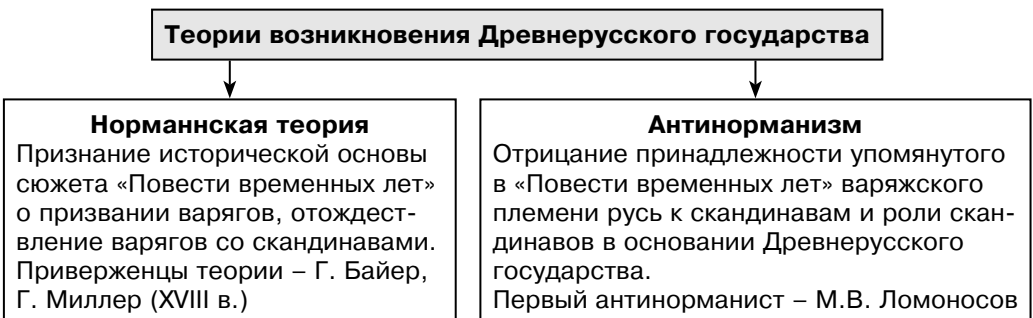 Теории возникновения Древнерусского государства
Норманнская теория
Признание исторической основы
сюжета «Повести временных лет»
о призвании варягов, отождест-
вление варягов со скандинавами.
Приверженцы теории – Г. Байер,
Г. Миллер (XVIII в.)
Антинорманизм
Отрицание принадлежности упомянутого
в «Повести временных лет» варяжского
племени русь к скандинавам и роли скан-
динавов в основании Древнерусского
государства.
Первый антинорманист – М.В. Ломоносов